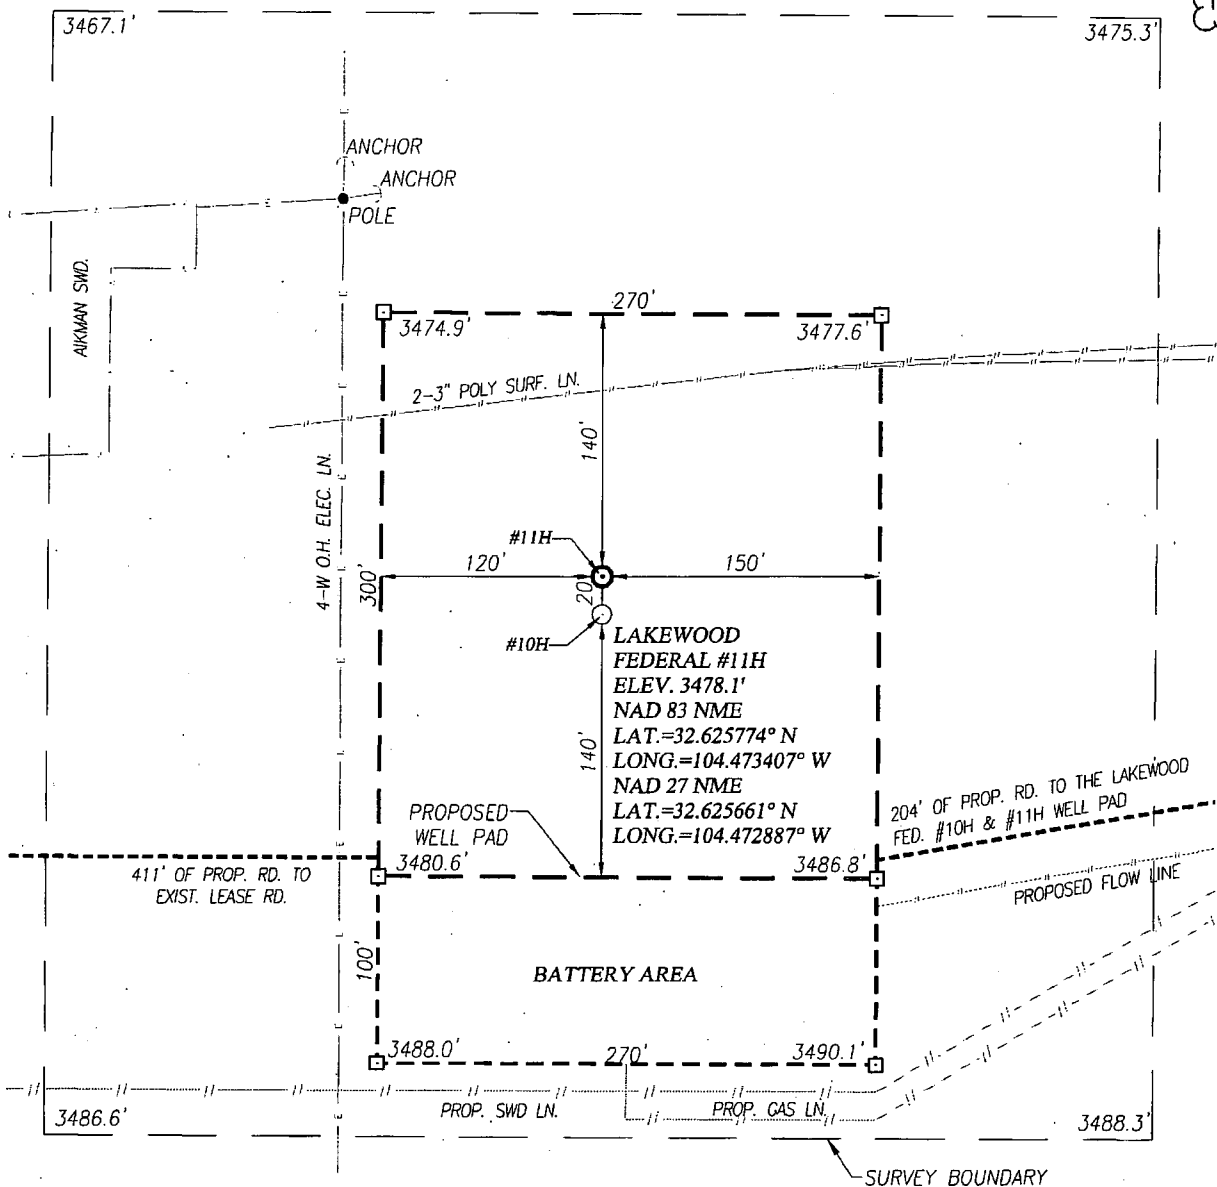 3467.1'
3475.3'
3
ANCHOR
ANCHOR
POLE
AIKMAN SWD.
270'
3474.9'
3477.6'
2-3" POLY SURF. LN.
140'
4-W O.H. ELEC. LN.
#11H
120'
150'
300'
20'
#10H
LAKEWOOD
FEDERAL #11H
ELEV. 3478.1'
NAD 83 NME
LAT.=32.625774° N
LONG.=104.473407° W
NAD 27 NME
LAT.=32.625661° N
LONG.=104.472887° W
140'
PROPOSED
WELL PAD
204' OF PROP. RD. TO THE LAKEWOOD
FED. #10H & #11H WELL PAD
3480.6'
3486.8'
411' OF PROP. RD. TO
EXIST. LEASE RD.
PROPOSED FLOW LINE
100'
BATTERY AREA
3488.0'
270'
3490.1'
PROP. SWD LN.
PROP. GAS LN.
3486.6'
3488.3'
SURVEY BOUNDARY